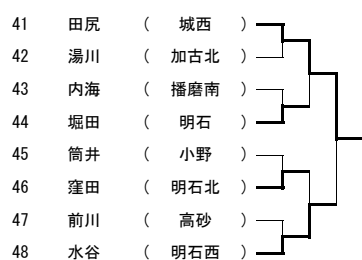 41 田尻 ( 城西 )
42 湯川 ( 加古北 )
43 内海 ( 播磨南 )
44 堀田 ( 明石 )
45 筒井 ( 小野 )
46 窪田 ( 明石北 )
47 前川 ( 高砂 )
48 水谷 ( 明石西 )